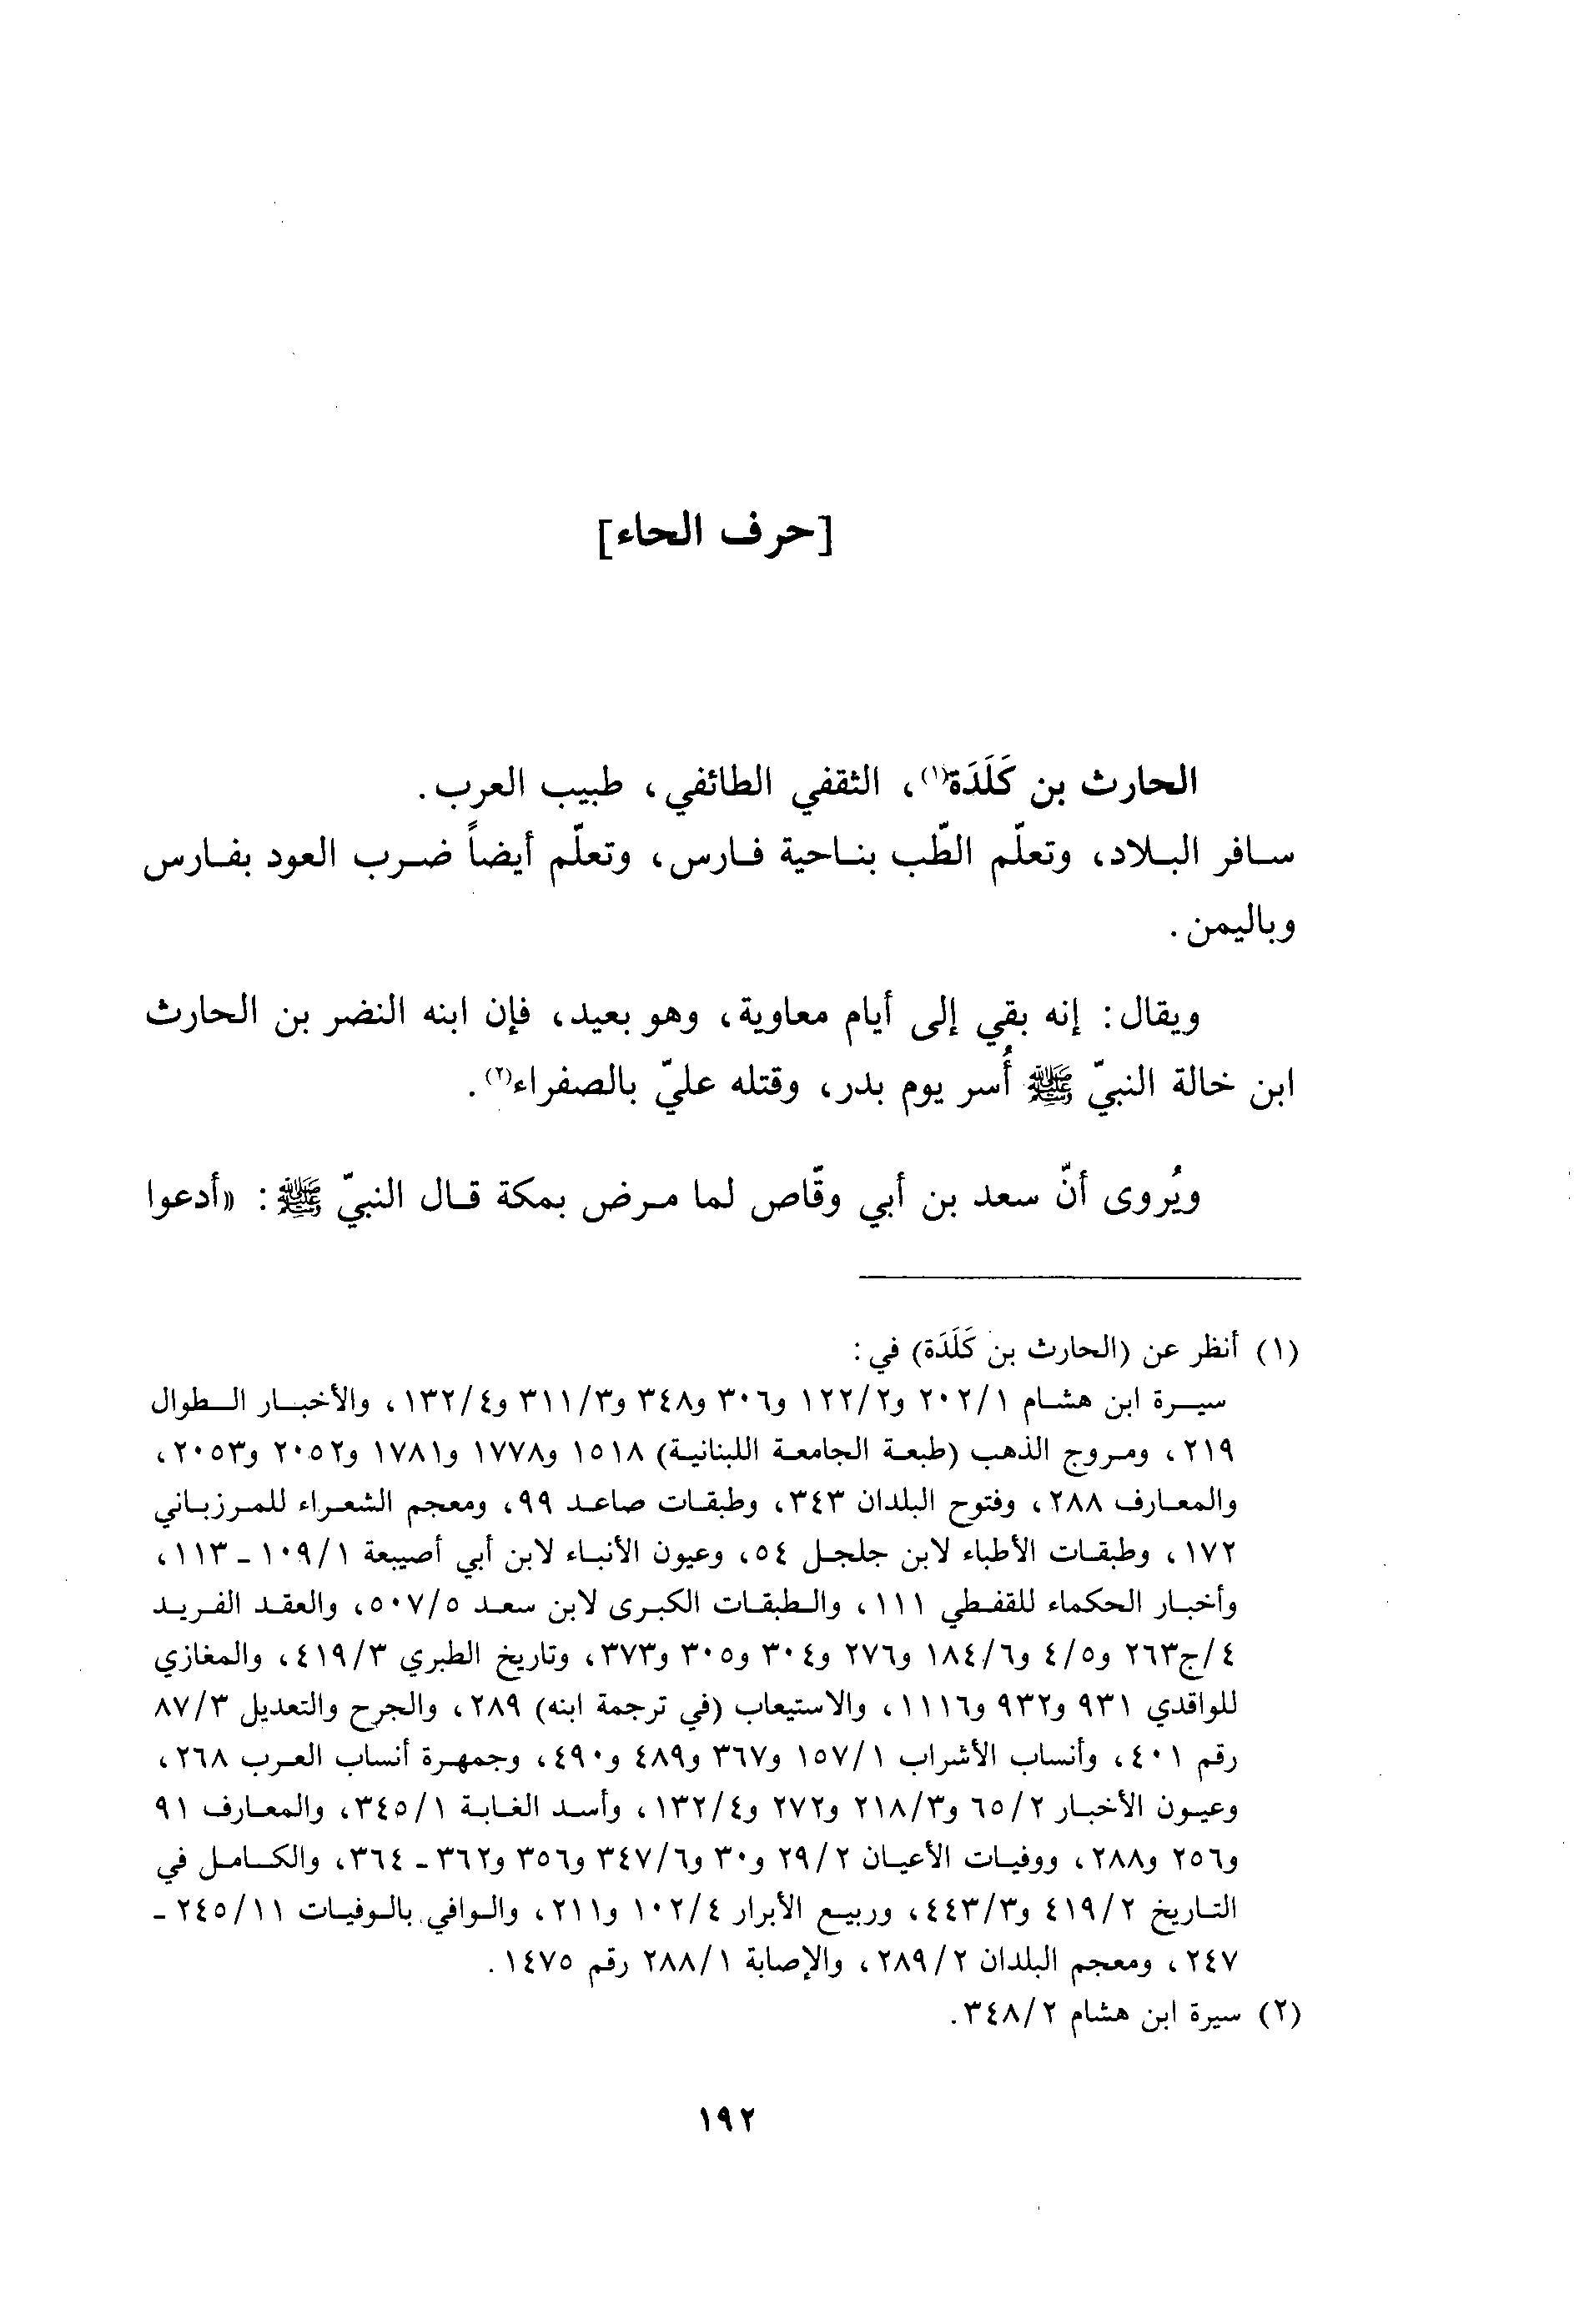 [حرف الحاء]
الحارث بن كَلَدَة(١)، الثقفي الطائفي، طبيب العرب.
سافر البلاد، وتعلّم الطّب بناحية فارس، وتعلّم أيضاً ضرب العود بفارس
وباليمن.
ويقال: إنه بقي إلى أيام معاوية، وهو بعيد، فإن ابنه النضر بن الحارث
ابن خالة النبيّ ﷺ أُسر يوم بدر، وقتله عليّ بالصفراء(٢).
ويُروى أنّ سعد بن أبي وقّاص لما مرض بمكة قال النبيّ ﷺ: «أدعوا
(١) أنظر عن (الحارث بن كَلَدَة) في:
سيرة ابن هشام ٢٠٢/١ و١٢٢/٢ و٣٠٦ و٣٤٨ و٣١١/٣ و١٣٢/٤، والأخبار الطوال
٢١٩، ومروج الذهب (طبعة الجامعة اللبنانية) ١٥١٨ و١٧٧٨ و١٧٨١ و٢٠٥٢ و٢٠٥٣،
والمعارف ٢٨٨، وفتوح البلدان ٣٤٣، وطبقات صاعد ٩٩، ومعجم الشعراء للمرزباني
١٧٢، وطبقات الأطباء لابن جلجل ٥٤، وعيون الأنباء لابن أبي أصيبعة ١٠٩/١ - ١١٣،
وأخبار الحكماء للقفطي ١١١، والطبقات الكبرى لابن سعد ٥٠٧/٥، والعقد الفريد
٤/ج٢٦٣ و٤/٥ و١٨٤/٦ و٢٧٦ و٣٠٤ و٣٠٥ و٣٧٣، وتاريخ الطبري ٤١٩/٣، والمغازي
للواقدي ٩٣١ و٩٣٢ و١١١٦، والاستيعاب (في ترجمة ابنه) ٢٨٩، والجرح والتعديل ٨٧/٣
رقم ٤٠١، وأنساب الأشراب ١٥٧/١ و٣٦٧ و٤٨٩ و٤٩٠، وجمهرة أنساب العرب ٢٦٨،
وعيون الأخبار ٦٥/٢ و٢١٨/٣ و٢٧٢ و١٣٢/٤، وأسد الغابة ٣٤٥/١، والمعارف ٩١
و٢٥٦ و٢٨٨، ووفيات الأعيان ٢٩/٢ و٣٠ و٣٤٧/٦ و٣٥٦ و٣٦٢ - ٣٦٤، والكامل في
التاريخ ٤١٩/٢ و٤٤٣/٣، وربيع الأبرار ١٠٢/٤ و٢١١، والوافي بالوفيات ٢٤٥/١١ -
٢٤٧، ومعجم البلدان ٢٨٩/٢، والإصابة ٢٨٨/١ رقم ١٤٧٥.
(٢) سيرة ابن هشام ٣٤٨/٢.
١٩٢